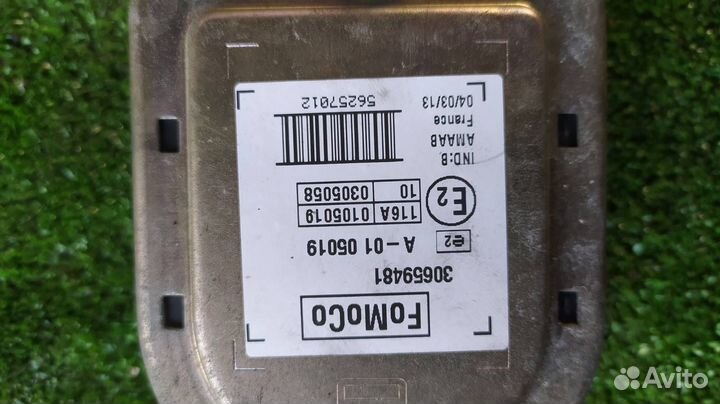 FoMoCo
30659481
e2 A-01 05019
E2 116A 0105019
10 0305058
IND:B
AMAAB
France
04/03/13
56257012
Avito